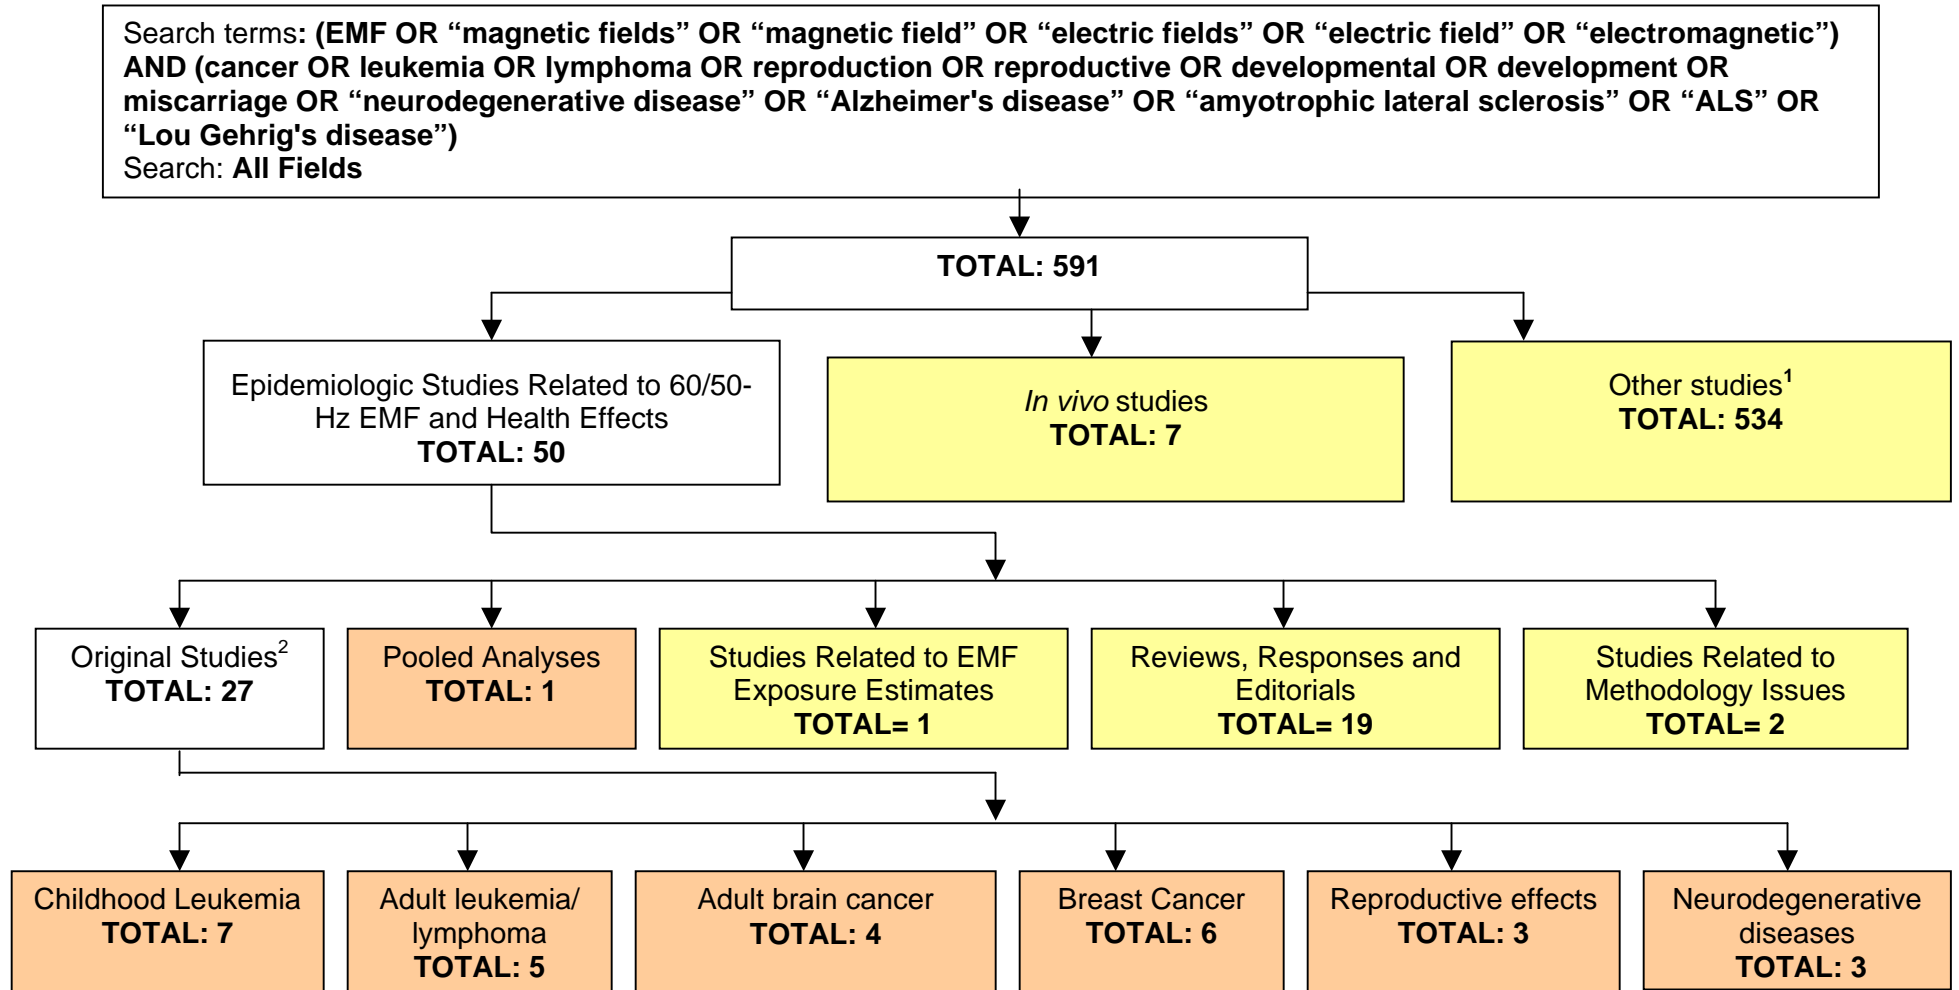 Search terms: (EMF OR “magnetic fields” OR “magnetic field” OR “electric fields” OR “electric field” OR “electromagnetic”)
AND (cancer OR leukemia OR lymphoma OR reproduction OR reproductive OR developmental OR development OR
miscarriage OR “neurodegenerative disease” OR “Alzheimer's disease” OR “amyotrophic lateral sclerosis” OR “ALS” OR
“Lou Gehrig's disease”)
Search: All Fields
TOTAL: 591
Epidemiologic Studies Related to 60/50-
Hz EMF and Health Effects
TOTAL: 50
In vivo studies
TOTAL: 7
Other studies1
TOTAL: 534
Original Studies2
TOTAL: 27
Pooled Analyses
TOTAL: 1
Studies Related to EMF
Exposure Estimates
TOTAL= 1
Reviews, Responses and
Editorials
TOTAL= 19
Studies Related to
Methodology Issues
TOTAL= 2
Childhood Leukemia
TOTAL: 7
Adult leukemia/
lymphoma
TOTAL: 5
Adult brain cancer
TOTAL: 4
Breast Cancer
TOTAL: 6
Reproductive effects
TOTAL: 3
Neurodegenerative
diseases
TOTAL: 3